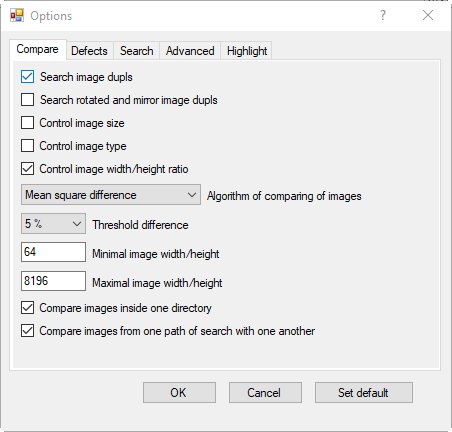 Options
Compare Defects Search Advanced Highlight
Search image dupls
Search rotated and mirror image dupls
Control image size
Control image type
Control image width/height ratio
Mean square difference Algorithm of comparing of images
5 % Threshold difference
64 Minimal image width/height
8196 Maximal image width/height
Compare images inside one directory
Compare images from one path of search with one another
OK Cancel Set default